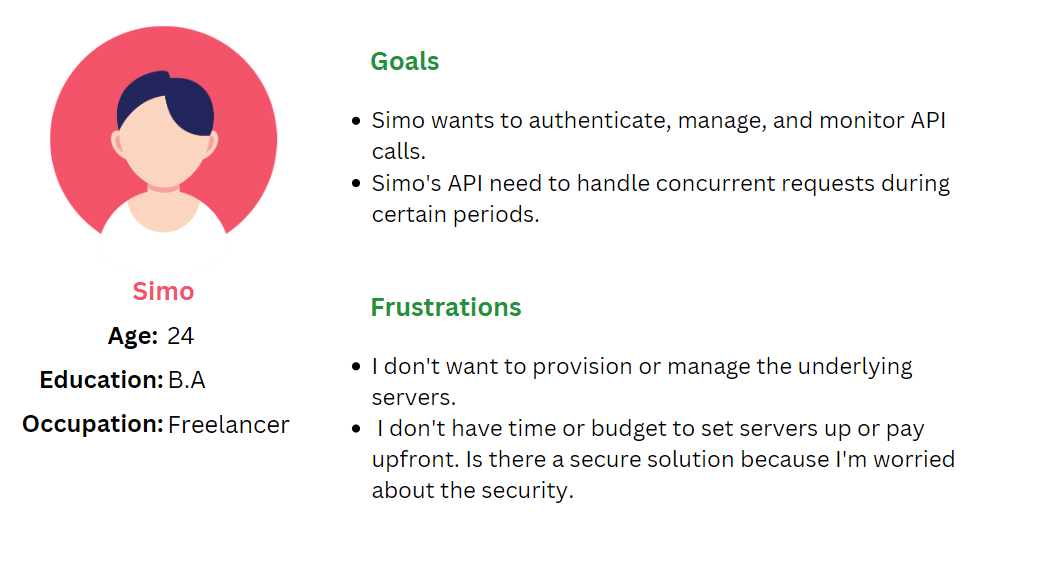 Simo
Age: 24
Education: B.A
Occupation: Freelancer
Goals
• Simo wants to authenticate, manage, and monitor API
calls.
• Simo's API need to handle concurrent requests during
certain periods.
Frustrations
• I don't want to provision or manage the underlying
servers.
• I don't have time or budget to set servers up or pay
upfront. Is there a secure solution because I'm worried
about the security.